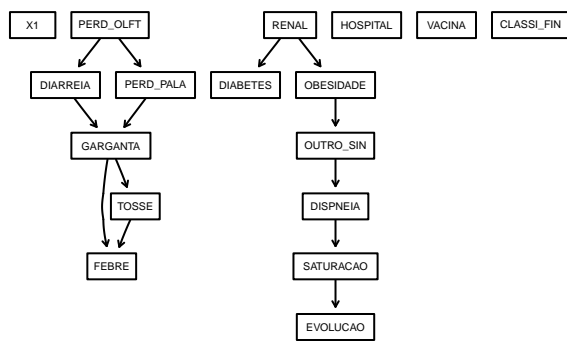 X1
PERD_OLFT
RENAL
HOSPITAL
VACINA
CLASSI_FIN
DIARREIA
PERD_PALA
DIABETES
OBESIDADE
GARGANTA
OUTRO_SIN
TOSSE
DISPNEIA
FEBRE
SATURACAO
EVOLUCAO